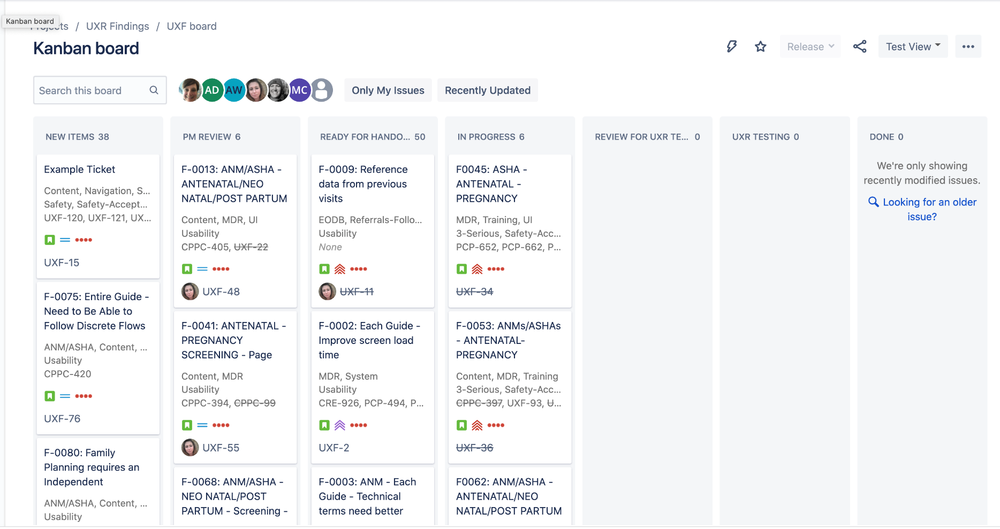 Kanban board
Projects / UXR Findings / UXF board
Kanban board
Release
Test View
Search this board
AD
AW
MC
Only My Issues
Recently Updated
NEW ITEMS 38
Example Ticket
Content, Navigation, S...
Safety, Safety-Accept...
UXF-120, UXF-121, UX...
UXF-15
F-0075: Entire Guide -
Need to Be Able to
Follow Discrete Flows
ANM/ASHA, Content, ...
Usability
CPPC-420
UXF-76
F-0080: Family
Planning requires an
Independent
ANM/ASHA, Content, ...
Usability
PM REVIEW 6
F-0013: ANM/ASHA -
ANTENATAL/NEO
NATAL/POST PARTUM
Content, MDR, UI
Usability
CPPC-405, UXF-22
UXF-48
F-0041: ANTENATAL -
PREGNANCY
SCREENING - Page
Content, MDR
Usability
CPPC-394, CPPC-99
UXF-55
F-0068: ANM/ASHA -
NEO NATAL/POST
PARTUM - Screening -
READY FOR HANDO... 50
F-0009: Reference
data from previous
visits
EODB, Referrals-Follo...
Usability
None
UXF-11
F-0002: Each Guide -
Improve screen load
time
MDR, System
Usability
CRE-926, PCP-494, P...
UXF-2
F-0003: ANM - Each
Guide - Technical
terms need better
IN PROGRESS 6
F0045: ASHA -
ANTENATAL -
PREGNANCY
MDR, Training, UI
3-Serious, Safety-Acc...
PCP-652, PCP-662, P...
UXF-34
F-0053: ANMs/ASHAs
- ANTENATAL-
PREGNANCY
Content, MDR, Training
3-Serious, Safety-Acc...
CPPC-397, UXF-93, U...
UXF-36
F0062: ANM/ASHA -
ANTENATAL/NEO
NATAL/POST PARTUM
REVIEW FOR UXR TE... 0
UXR TESTING 0
DONE 0
We're only showing
recently modified issues.
Looking for an older
issue?